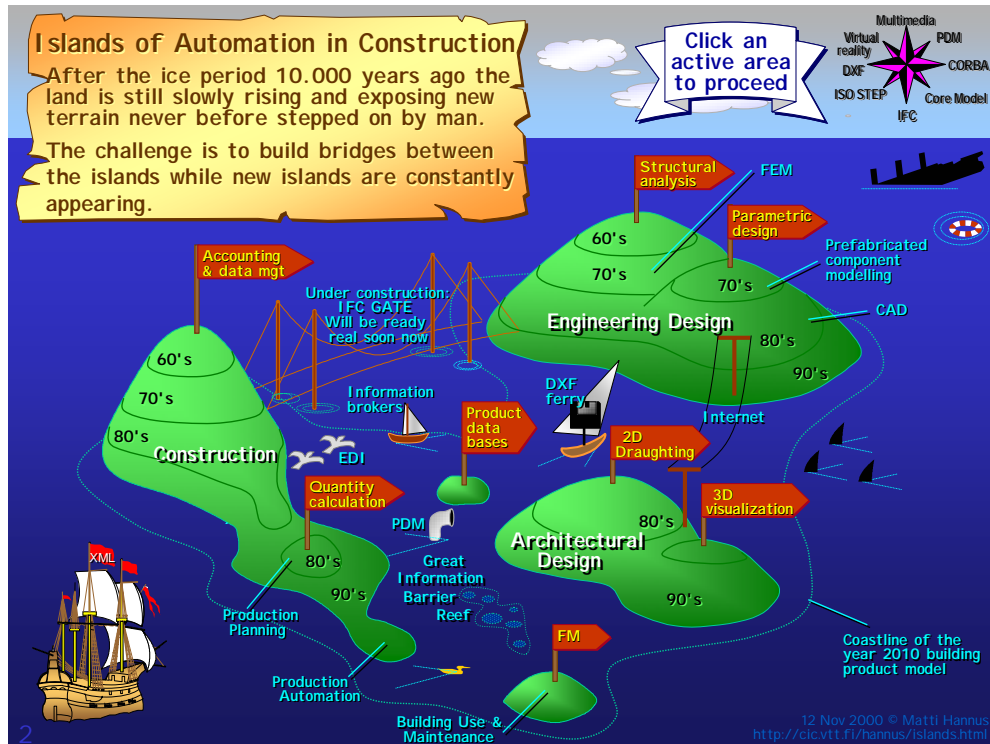 Islands of Automation in Construction
After the ice period 10.000 years ago the
land is still slowly rising and exposing new
terrain never before stepped on by man.
The challenge is to build bridges between
the islands while new islands are constantly
appearing.
Click an
active area
to proceed
Multimedia
Virtual
reality
PDM
DXF
CORBA
ISO STEP
Core Model
IFC
Structural
analysis
FEM
Parametric
design
Prefabricated
component
modelling
60's
70's
70's
CAD
Engineering Design
80's
90's
Accounting
& data mgt
Under construction:
IFC GATE
Will be ready
real soon now
60's
70's
80's
Construction
Information
brokers
DXF
ferry
Internet
EDI
Product
data
bases
2D
Draughting
Quantity
calculation
3D
visualization
PDM
80's
Architectural
Design
90's
80's
90's
Great
Information
Barrier
Reef
XML
Production
Planning
Production
Automation
FM
Building Use &
Maintenance
Coastline of the
year 2010 building
product model
12 Nov 2000 © Matti Hannus
http://cic.vtt.fi/hannus/islands.html
2